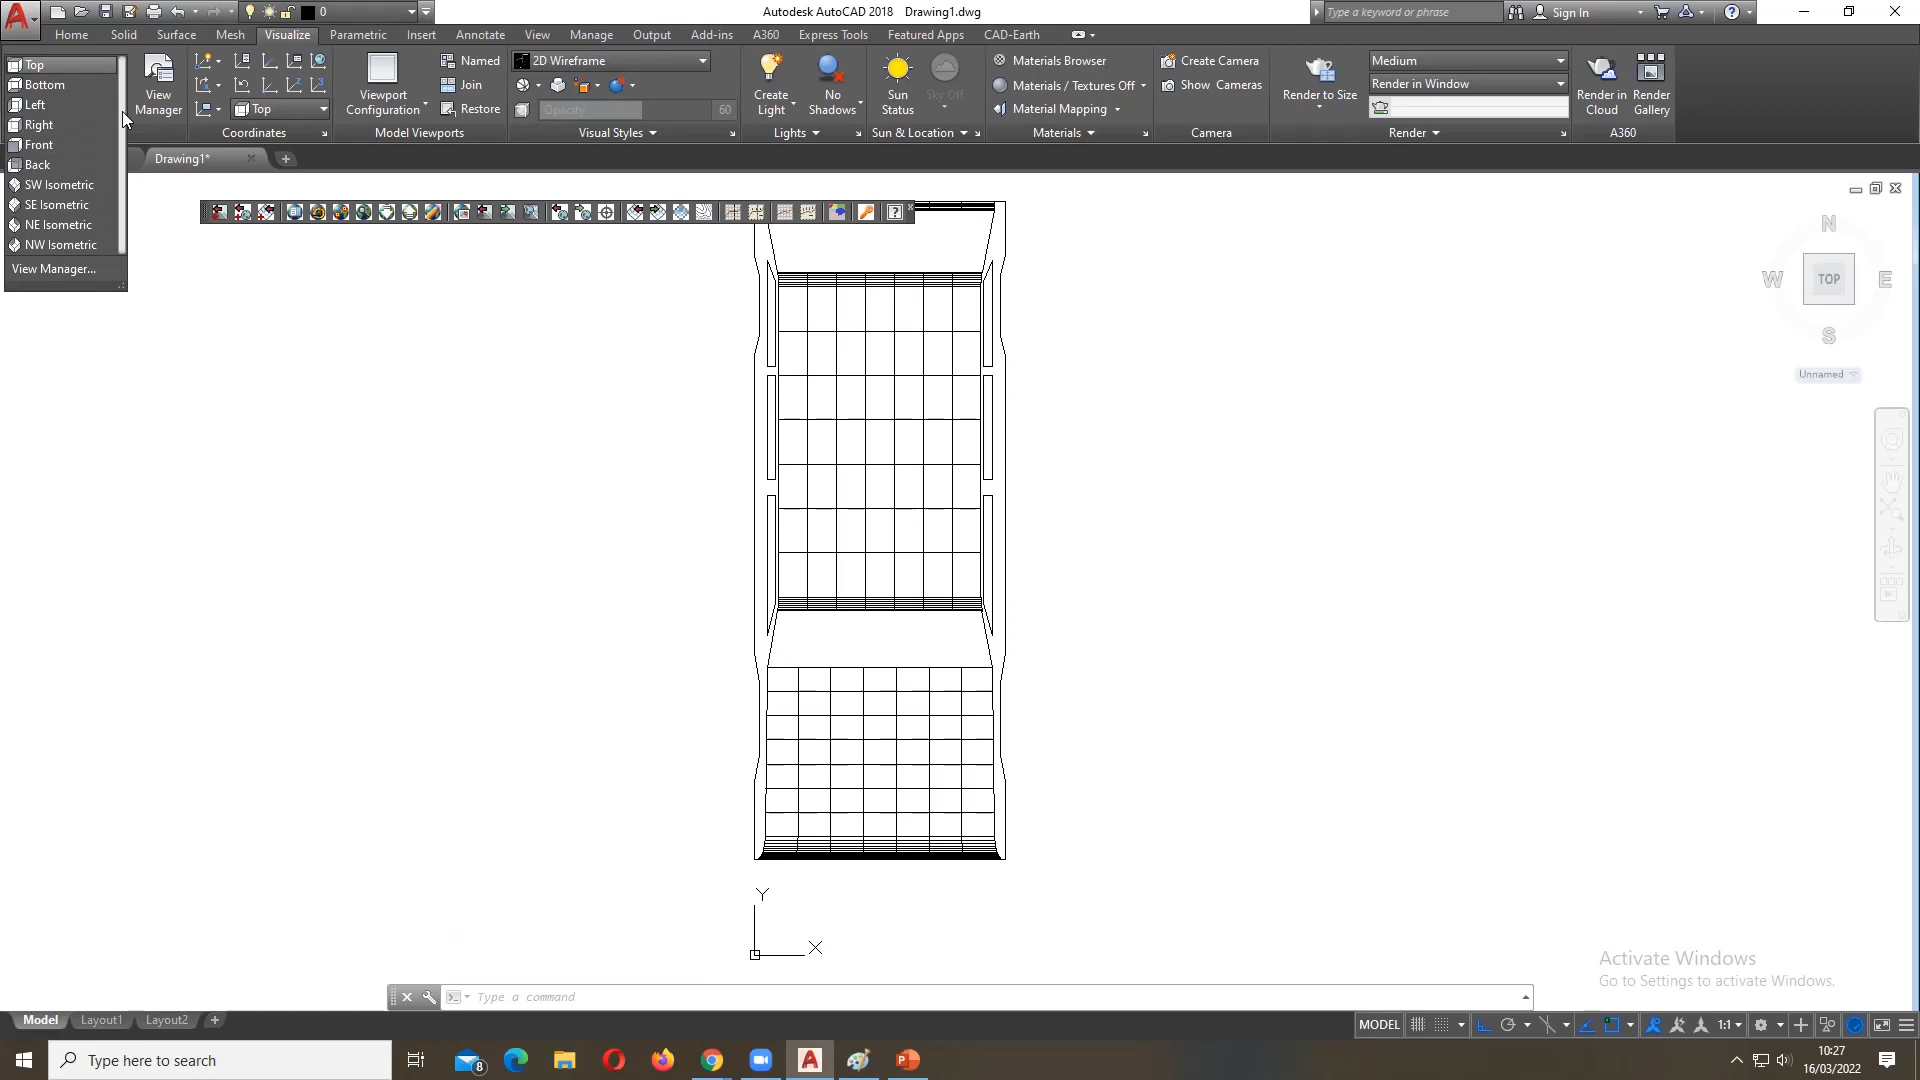 0
Autodesk AutoCAD 2018 Drawing1.dwg
Type a keyword or phrase
Sign In
Home Solid Surface Mesh Visualize Parametric Insert Annotate View Manage Output Add-ins A360 Express Tools Featured Apps CAD-Earth
Top
Bottom
Left
Right
Front
Back
SW Isometric
SE Isometric
NE Isometric
NW Isometric
View Manager...
View
Manager
Top
Coordinates
Viewport
Configuration
Named
Join
Restore
Model Viewports
2D Wireframe
Opacity 60
Visual Styles
Create
Light
No
Shadows
Lights
Sun
Status
Sky Off
Sun & Location
Materials Browser
Materials / Textures Off
Material Mapping
Materials
Create Camera
Show Cameras
Camera
Render to Size
Medium
Render in Window
Render
Render in
Cloud
Render
Gallery
A360
Drawing1*
N
W TOP E
S
Unnamed
Y
X
Activate Windows
Go to Settings to activate Windows.
Type a command
Model Layout1 Layout2
MODEL 1:1
Type here to search
8
10:27
16/03/2022